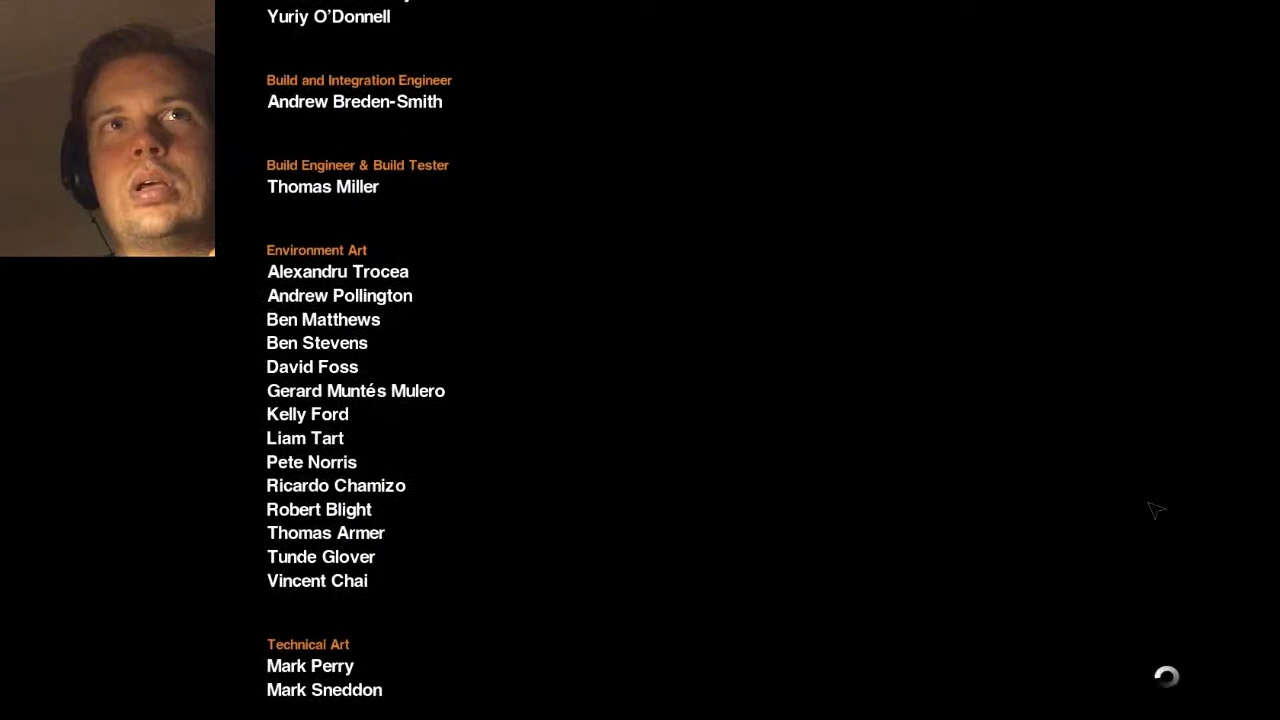 Yuriy O’Donnell
Build and Integration Engineer
Andrew Breden-Smith
Build Engineer & Build Tester
Thomas Miller
Environment Art
Alexandru Trocea
Andrew Pollington
Ben Matthews
Ben Stevens
David Foss
Gerard Muntés Mulero
Kelly Ford
Liam Tart
Pete Norris
Ricardo Chamizo
Robert Blight
Thomas Armer
Tunde Glover
Vincent Chai
Technical Art
Mark Perry
Mark Sneddon